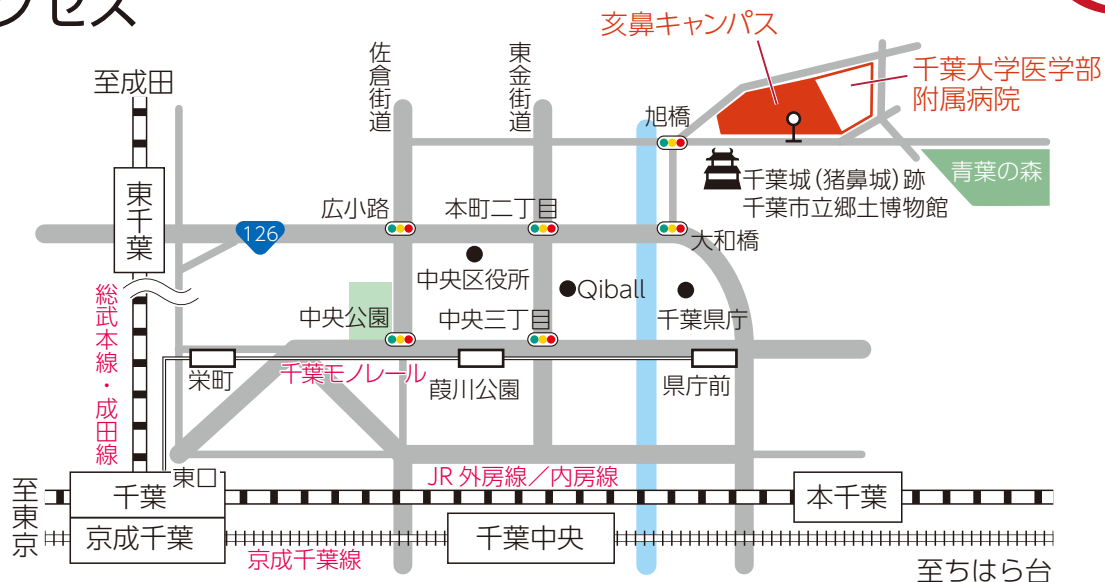 クセス
亥鼻キャンパス
千葉大学医学部
附属病院
佐倉街道
東金街道
至成田
旭橋
東千葉
千葉城(猪鼻城)跡
千葉市立郷土博物館
青葉の森
広小路
本町二丁目
大和橋
126
中央区役所
Qiball
千葉県庁
総武本線・成田線
中央公園
中央三丁目
栄町
千葉モノレール
葭川公園
県庁前
東口
JR 外房線/内房線
至東京
千葉
本千葉
京成千葉
京成千葉線
千葉中央
至ちはら台